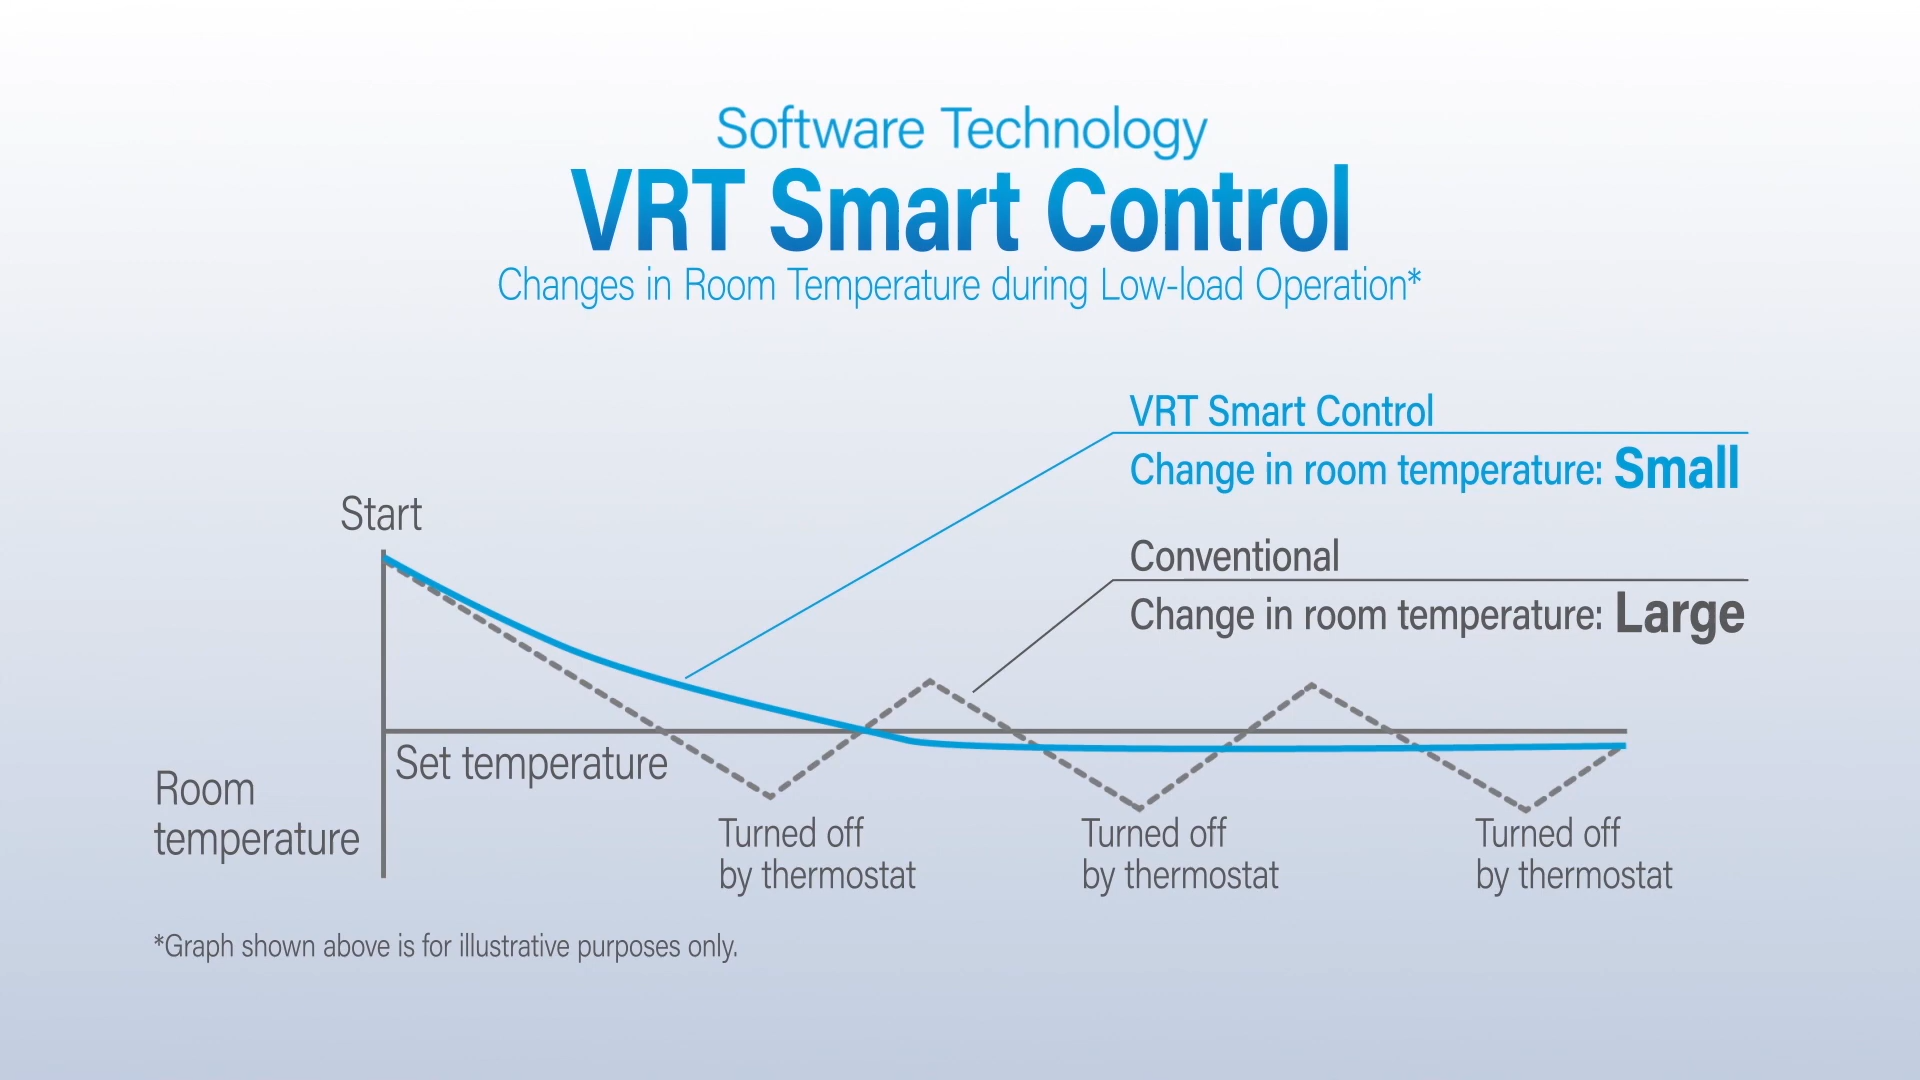 Software Technology
VRT Smart Control
Changes in Room Temperature during Low-load Operation*
VRT Smart Control
Change in room temperature: Small
Start
Conventional
Change in room temperature: Large
Set temperature
Room
temperature
Turned off
by thermostat
Turned off
by thermostat
Turned off
by thermostat
*Graph shown above is for illustrative purposes only.